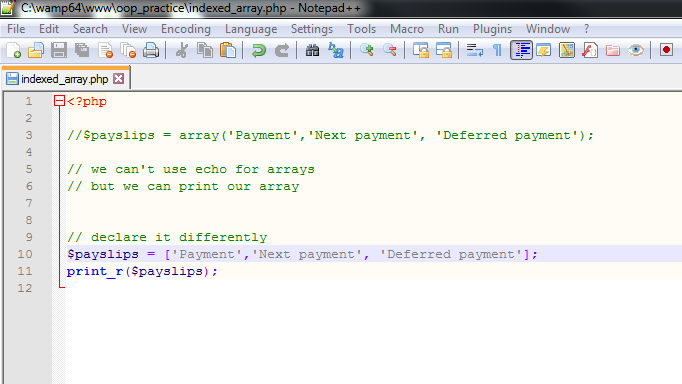 C:\wamp64\www\oop_practice\indexed_array.php - Notepad++
File Edit Search View Encoding Language Settings Tools Macro Run Plugins Window ?
indexed_array.php
1 <?php
2
3 //$payslips = array('Payment','Next payment', 'Deferred payment');
4
5 // we can't use echo for arrays
6 // but we can print our array
7
8
9 // declare it differently
10 $payslips = ['Payment','Next payment', 'Deferred payment'];
11 print_r($payslips);
12